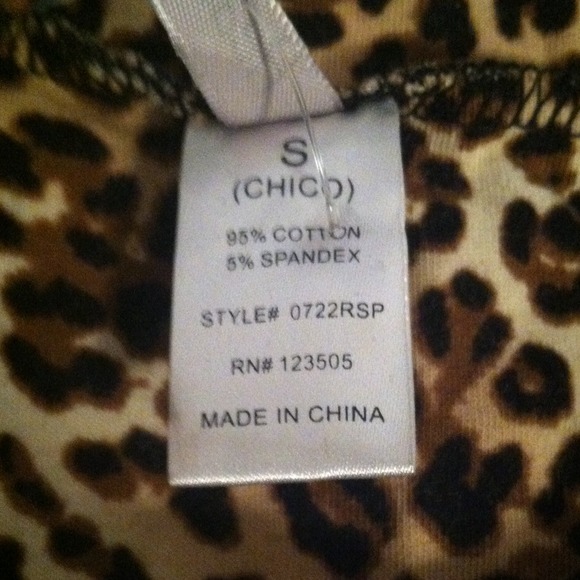 S
(CHICO)
95% COTTON
5% SPANDEX
STYLE# 0722RSP
RN# 123505
MADE IN CHINA